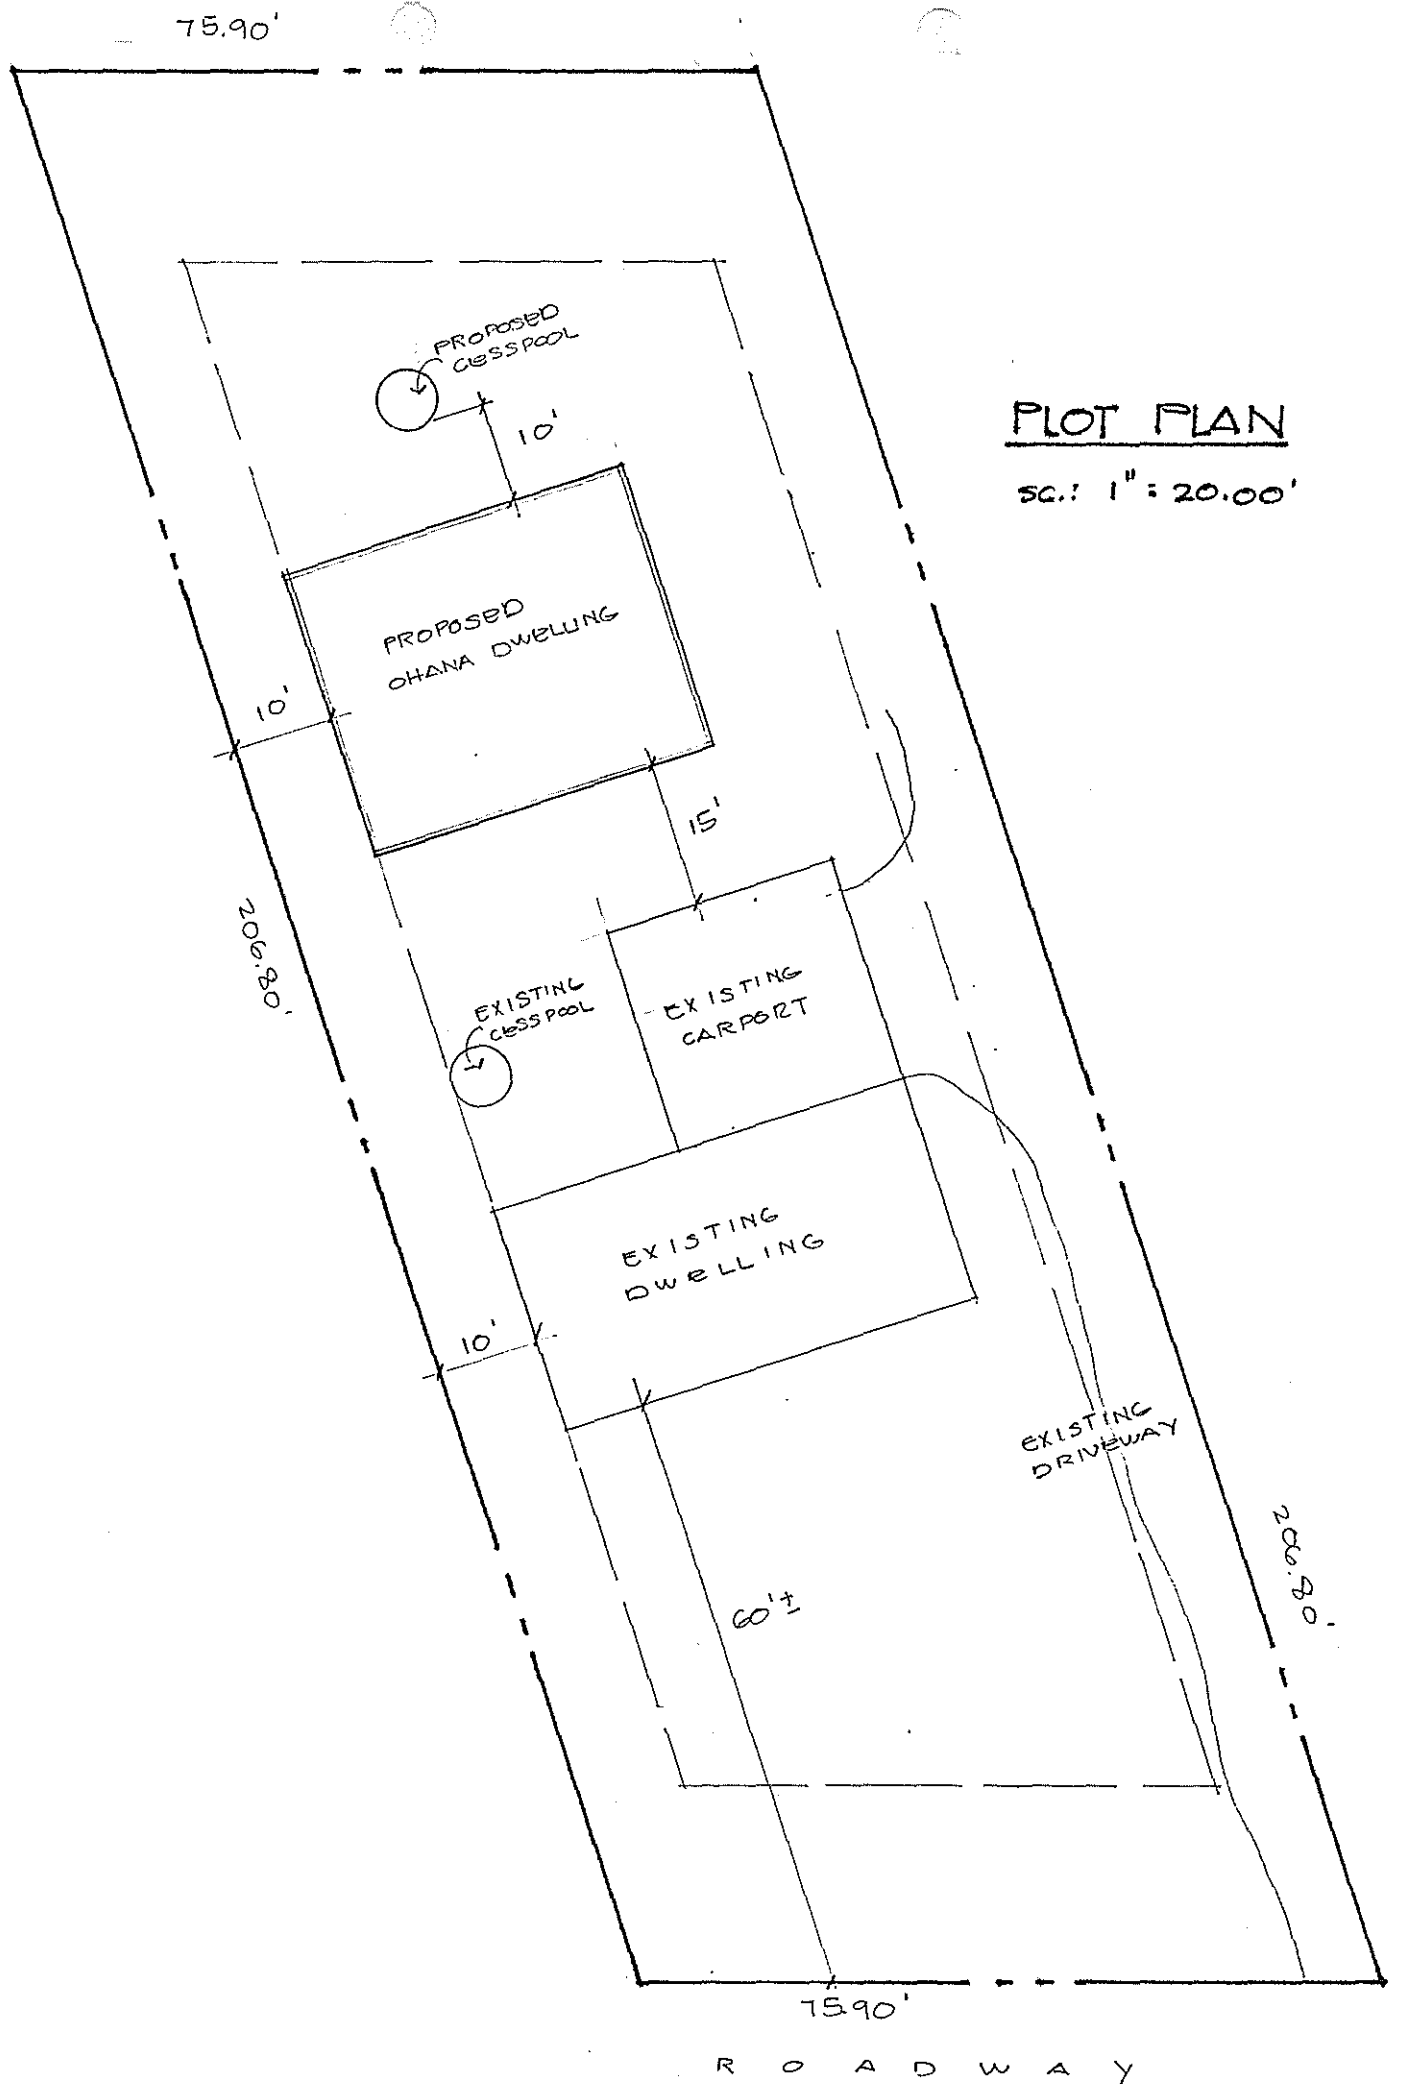 75.90'
PROPOSED
CESSPOOL
10'
PLOT PLAN
SC.: 1" = 20.00'
PROPOSED
OHANA DWELLING
10'
15'
206.80'
EXISTING
CESSPOOL
EXISTING
CARPORT
EXISTING
DWELLING
10'
EXISTING
DRIVEWAY
206.80'
60'±
75.90'
ROADWAY